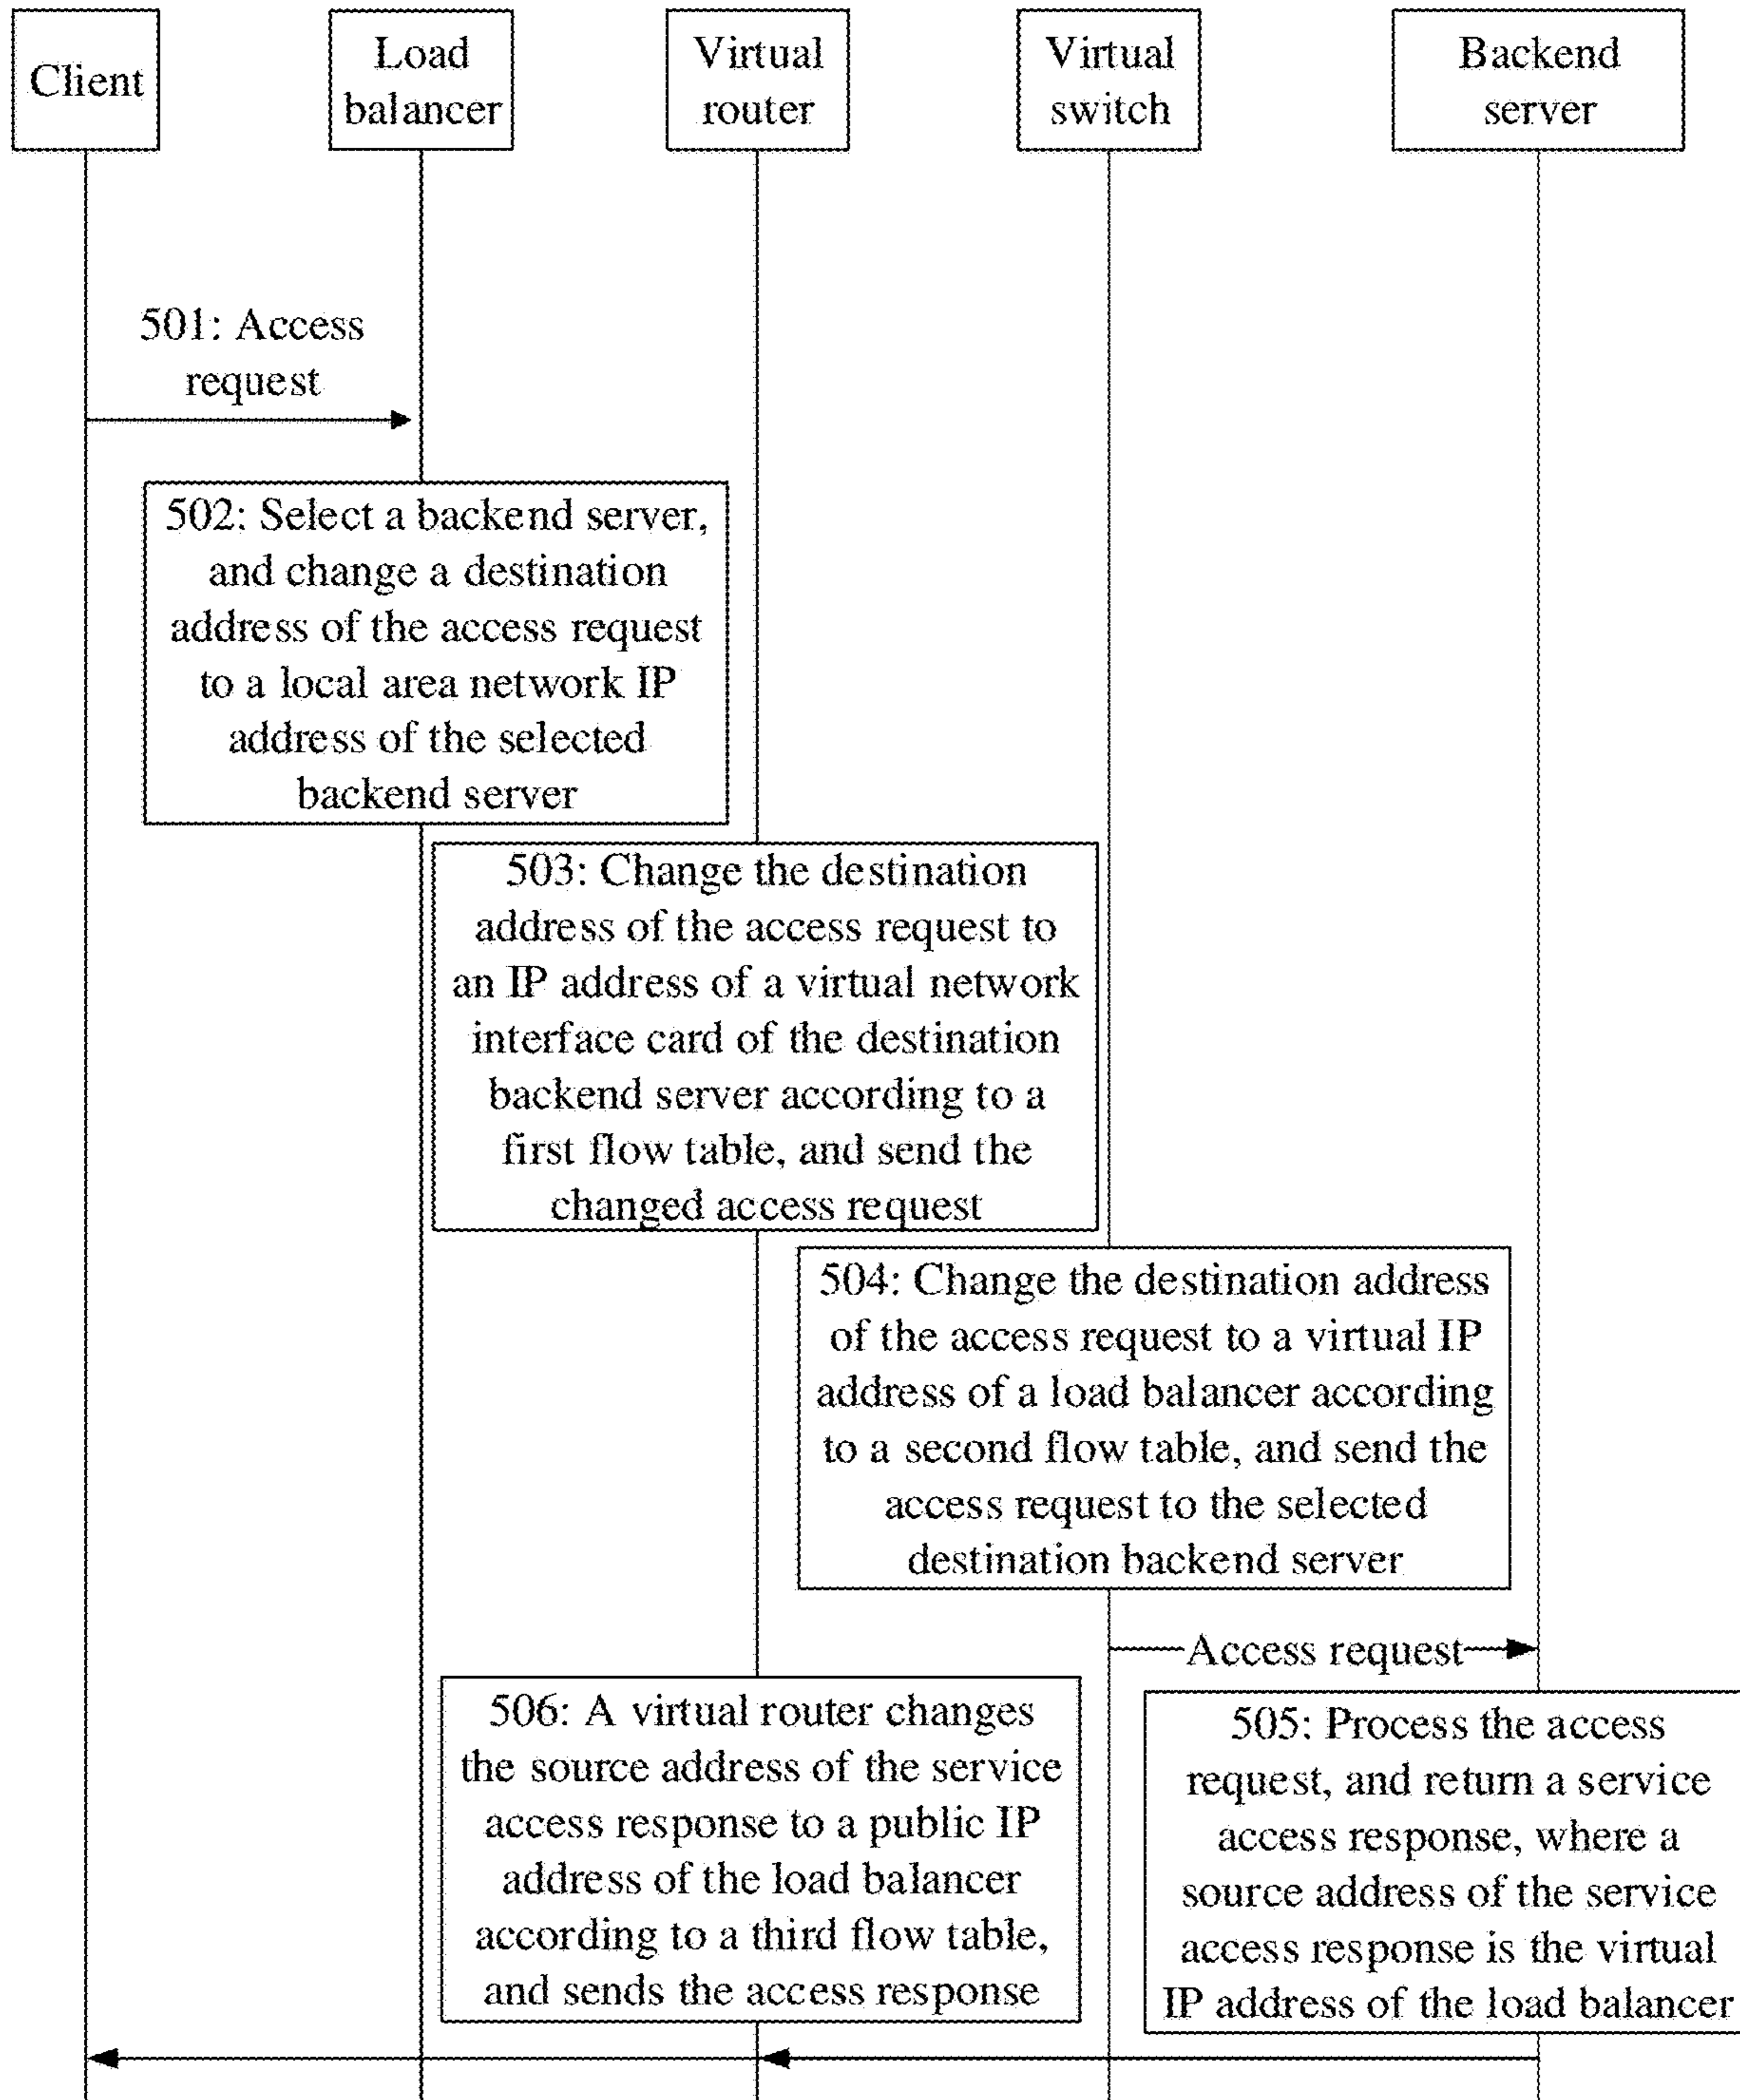 Client
Load
balancer
Virtual
router
Virtual
switch
Backend
server
501: Access
request
502: Select a backend server,
and change a destination
address of the access request
to a local area network IP
address of the selected
backend server
503: Change the destination
address of the access request to
an IP address of a virtual network
interface card of the destination
backend server according to a
first flow table, and send the
changed access request
504: Change the destination address
of the access request to a virtual IP
address of a load balancer according
to a second flow table, and send the
access request to the selected
destination backend server
Access request
506: A virtual router changes
the source address of the service
access response to a public IP
address of the load balancer
according to a third flow table,
and sends the access response
505: Process the access
request, and return a service
access response, where a
source address of the service
access response is the virtual
IP address of the load balancer